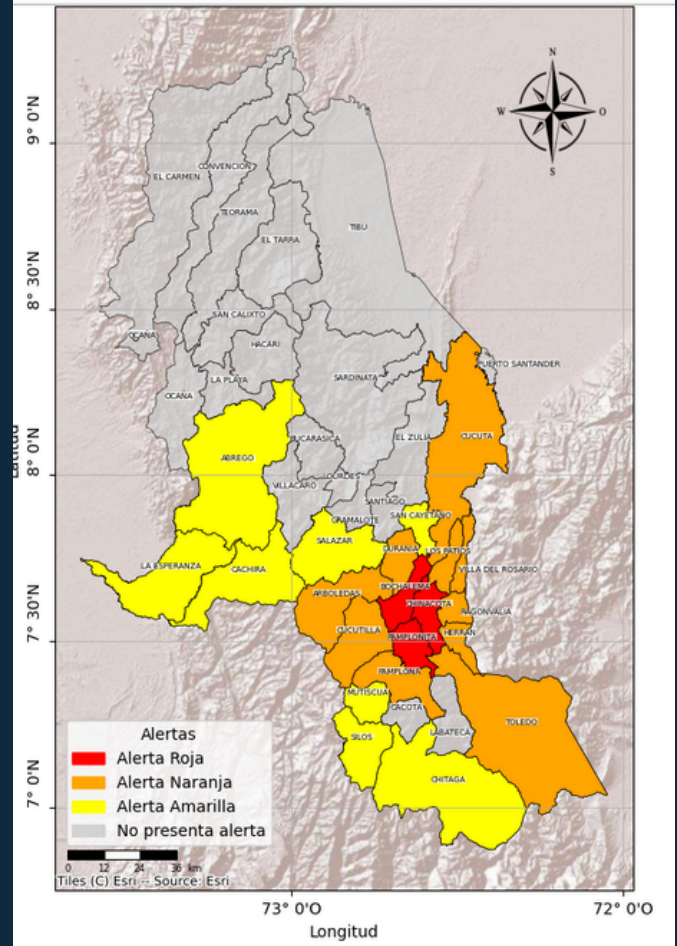 N
W
O
S
9° 0'N
8° 30'N
8° 0'N
7° 30'N
7° 0'N
Latitud
EL CARMEN
CONVENCION
TEORAMA
EL TARRA
TIBU
SAN CALIXTO
OCAÑA
HACARI
PUERTO SANTANDER
LA PLAYA
SARDINATA
OCAÑA
BUCARASICA
EL ZULIA
CUCUTA
ABREGO
LOURDES
VILLACARO
SANTIAGO
GRAMALOTE
SAN CAYETANO
SALAZAR
DURANIA
LOS PATIOS
LA ESPERANZA
CACHIRA
VILLA DEL ROSARIO
BOCHALEMA
ARBOLEDAS
CHINACOTA
RAGONVALIA
CUCUTILLA
PAMPLONITA
HERRAN
PAMPLONA
MUTISCUA
CACOTA
TOLEDO
SILOS
LABATECA
CHITAGA
Alertas
Alerta Roja
Alerta Naranja
Alerta Amarilla
No presenta alerta
0 12 24 36 km
Tiles (C) Esri -- Source: Esri
73° 0'O
72° 0'O
Longitud